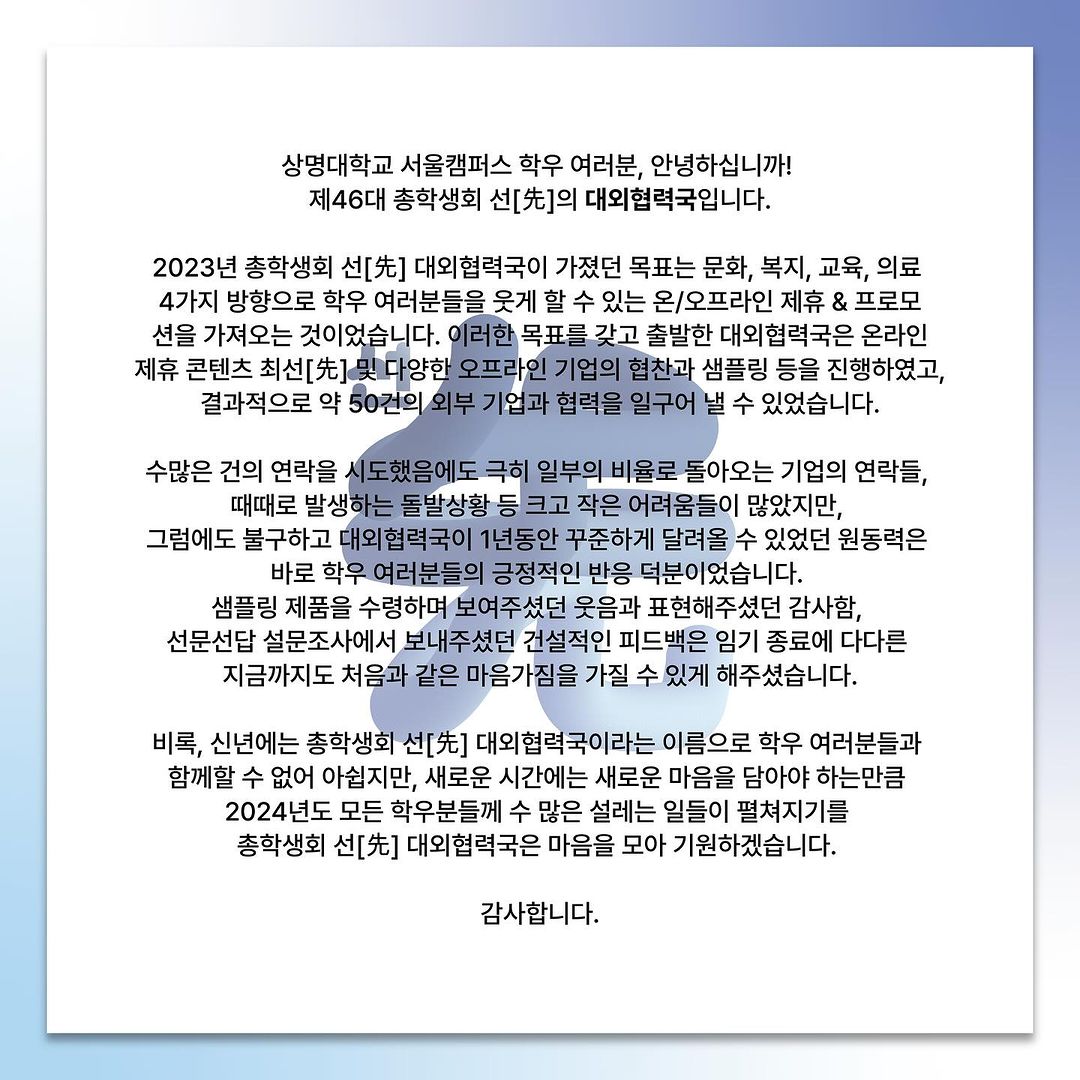 상명대학교 서울캠퍼스 학우 여러분, 안녕하십니까!
제46대 총학생회 선[先]의 대외협력국입니다.
2023년 총학생회 선[先] 대외협력국이 가졌던 목표는 문화, 복지, 교육, 의료
4가지 방향으로 학우 여러분들을 웃게 할 수 있는 온/오프라인 제휴 & 프로모
션을 가져오는 것이었습니다. 이러한 목표를 갖고 출발한 대외협력국은 온라인
제휴 콘텐츠 최선[先] 및 다양한 오프라인 기업의 협찬과 샘플링 등을 진행하였고,
결과적으로 약 50건의 외부 기업과 협력을 일구어 낼 수 있었습니다.
수많은 건의 연락을 시도했음에도 극히 일부의 비율로 돌아오는 기업의 연락들,
때때로 발생하는 돌발상황 등 크고 작은 어려움들이 많았지만,
그럼에도 불구하고 대외협력국이 1년동안 꾸준하게 달려올 수 있었던 원동력은
바로 학우 여러분들의 긍정적인 반응 덕분이었습니다.
샘플링 제품을 수령하며 보여주셨던 웃음과 표현해주셨던 감사함,
선문선답 설문조사에서 보내주셨던 건설적인 피드백은 임기 종료에 다다른
지금까지도 처음과 같은 마음가짐을 가질 수 있게 해주셨습니다.
비록, 신년에는 총학생회 선[先] 대외협력국이라는 이름으로 학우 여러분들과
함께할 수 없어 아쉽지만, 새로운 시간에는 새로운 마음을 담아야 하는만큼
2024년도 모든 학우분들께 수 많은 설레는 일들이 펼쳐지기를
총학생회 선[先] 대외협력국은 마음을 모아 기원하겠습니다.
감사합니다.
선
先